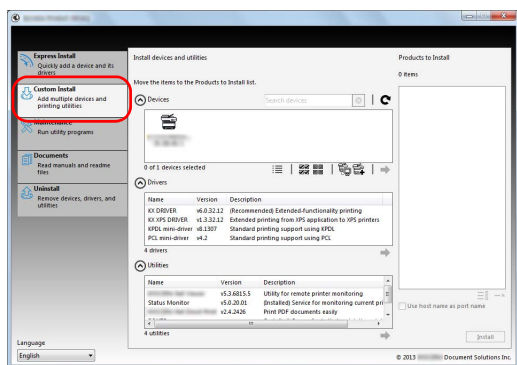 Express Install
Quickly add a device and its
drivers
Custom Install
Add multiple devices and
printing utilities
Maintenance
Run utility programs
Documents
Read manuals and readme
files
Uninstall
Remove devices, drivers, and
utilities
Language
English
Install devices and utilities
Move the items to the Products to Install list.
Devices
Search devices
0 of 1 devices selected
Drivers
Name Version Description
KX DRIVER v6.0.32.12 (Recommended) Extended-functionality printing
KX XPS DRIVER v1.3.32.12 Extended printing from XPS application to XPS printers
KPDL mini-driver v8.1307 Standard printing support using KPDL
PCL mini-driver v4.2 Standard printing support using PCL
4 drivers
Utilities
Name Version Description
v5.3.6815.5 Utility for remote printer monitoring
Status Monitor v5.0.20.01 (Installed) Service for monitoring current pri
v2.4.2426 Print PDF documents easily
4 utilities
Products to Install
0 items
Use host name as port name
Install
© 2013 Document Solutions Inc.